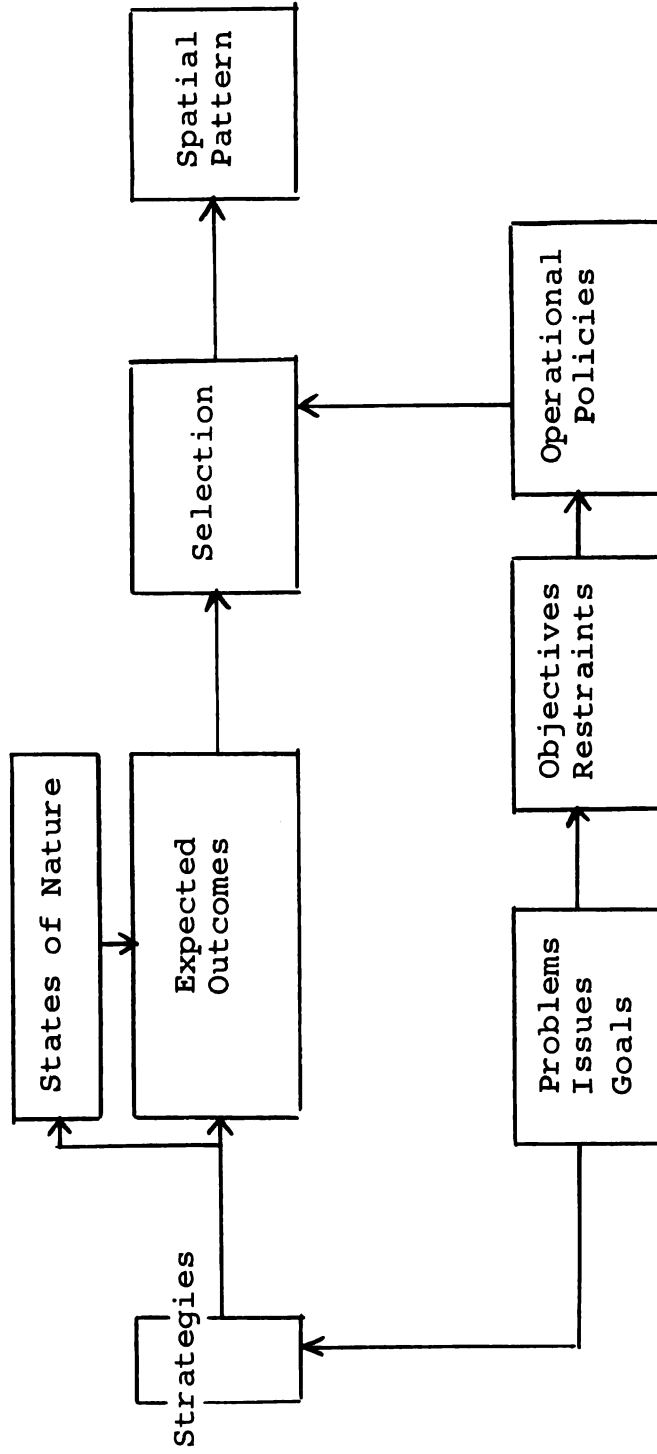 States of Nature
Strategies
Expected
Outcomes
Selection
Spatial
Pattern
Problems
Issues
Goals
Objectives
Restraints
Operational
Policies